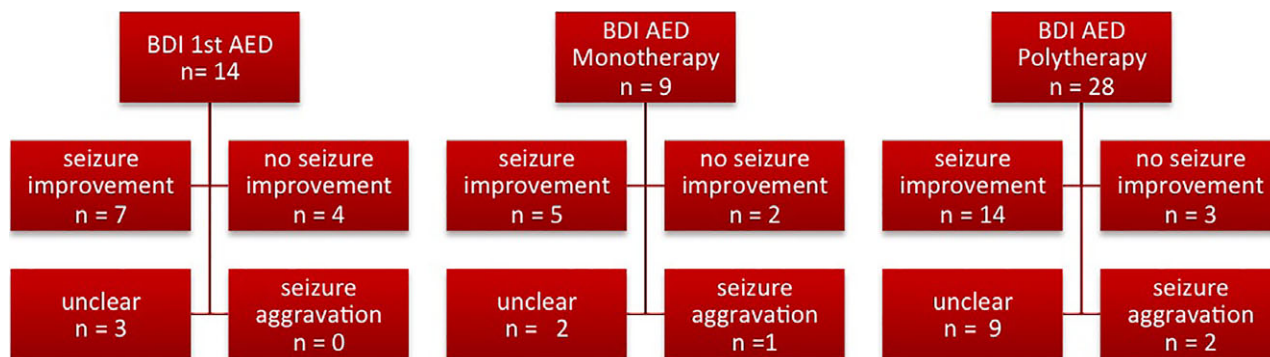 BDI 1st AED
n= 14
seizure
improvement
n = 7
no seizure
improvement
n = 4
unclear
n = 3
seizure
aggravation
n = 0
BDI AED
Monotherapy
n = 9
seizure
improvement
n = 5
no seizure
improvement
n = 2
unclear
n =   2
seizure
aggravation
n =1
BDI AED
Polytherapy
n = 28
seizure
improvement
n = 14
no seizure
improvement
n = 3
unclear
n =  9
seizure
aggravation
n = 2